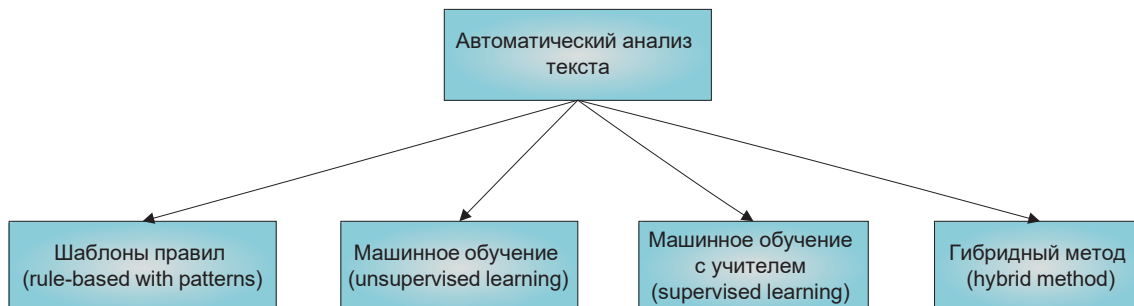 Автоматический анализ
текста
Шаблоны правил
(rule-based with patterns)
Машинное обучение
(unsupervised learning)
Машинное обучение
с учителем
(supervised learning)
Гибридный метод
(hybrid method)